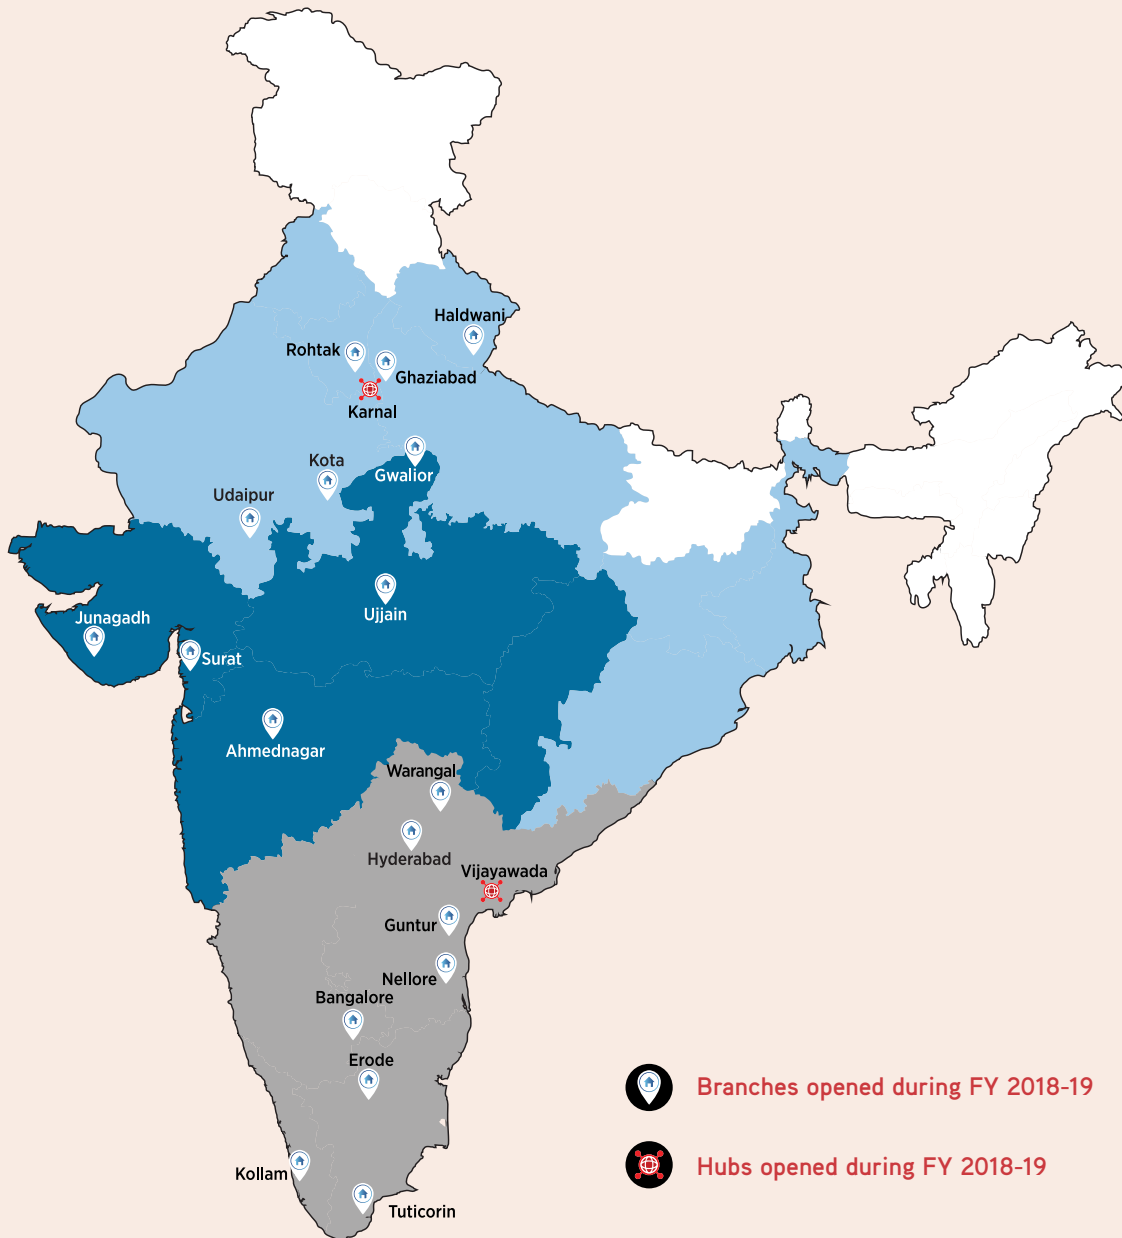 Haldwani
Rohtak
Ghaziabad
Karnal
Kota
Gwalior
Udaipur
Ujjain
Junagadh
Surat
Ahmednagar
Warangal
Hyderabad
Vijayawada
Guntur
Nellore
Bangalore
Erode
Branches opened during FY 2018-19
Hubs opened during FY 2018-19
Kollam
Tuticorin